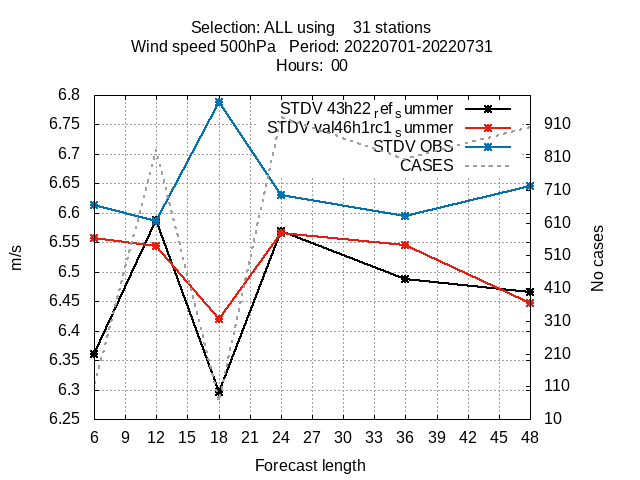 Selection: ALL using    31 stations
Wind speed 500hPa   Period: 20220701-20220731
Hours:  00
STDV 43h22refsummer
STDV val46h1rc1summer
STDV OBS
CASES
6.8
6.75
6.7
6.65
6.6
6.55
6.5
6.45
6.4
6.35
6.3
6.25
m/s
910
810
710
610
510
410
310
210
110
10
No cases
6 9 12 15 18 21 24 27 30 33 36 39 42 45 48
Forecast length